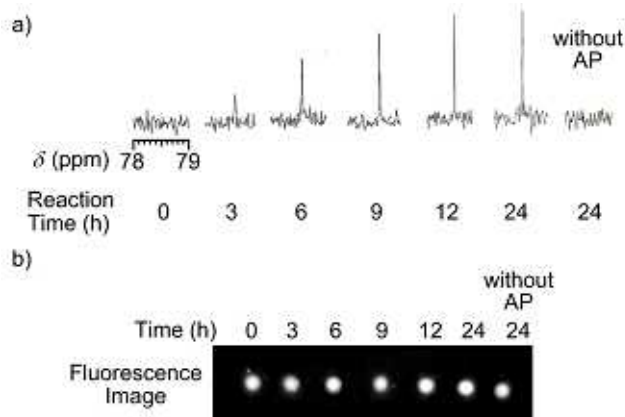 a)
without
AP
δ (ppm) 78 79
Reaction
Time (h) 0 3 6 9 12 24 24
b)
without
AP
Time (h) 0 3 6 9 12 24 24
Fluorescence
Image